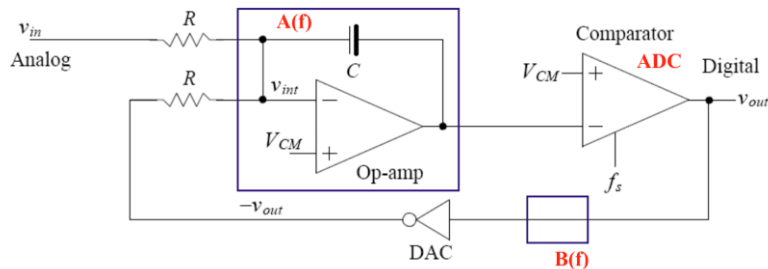 v_in
Analog
R
R
A(f)
C
v_int
V_CM
Op-amp
Comparator
ADC
V_CM
Digital
v_out
f_s
-v_out
DAC
B(f)
+
−
+
−